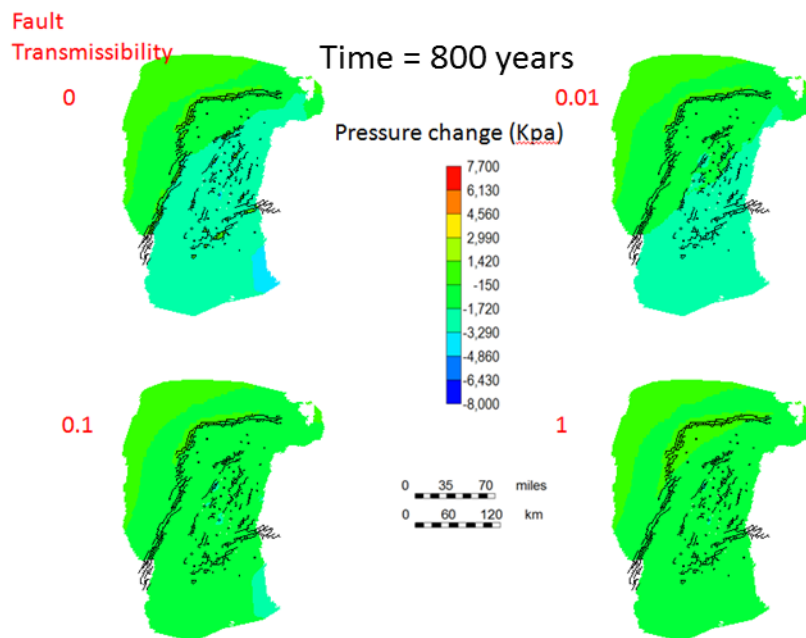 Fault
Transmissibility
Time = 800 years
0
0.01
Pressure change (Kpa)
7,700
6,130
4,560
2,990
1,420
-150
-1,720
-3,290
-4,860
-6,430
-8,000
0.1
1
0 35 70 miles
0 60 120 km